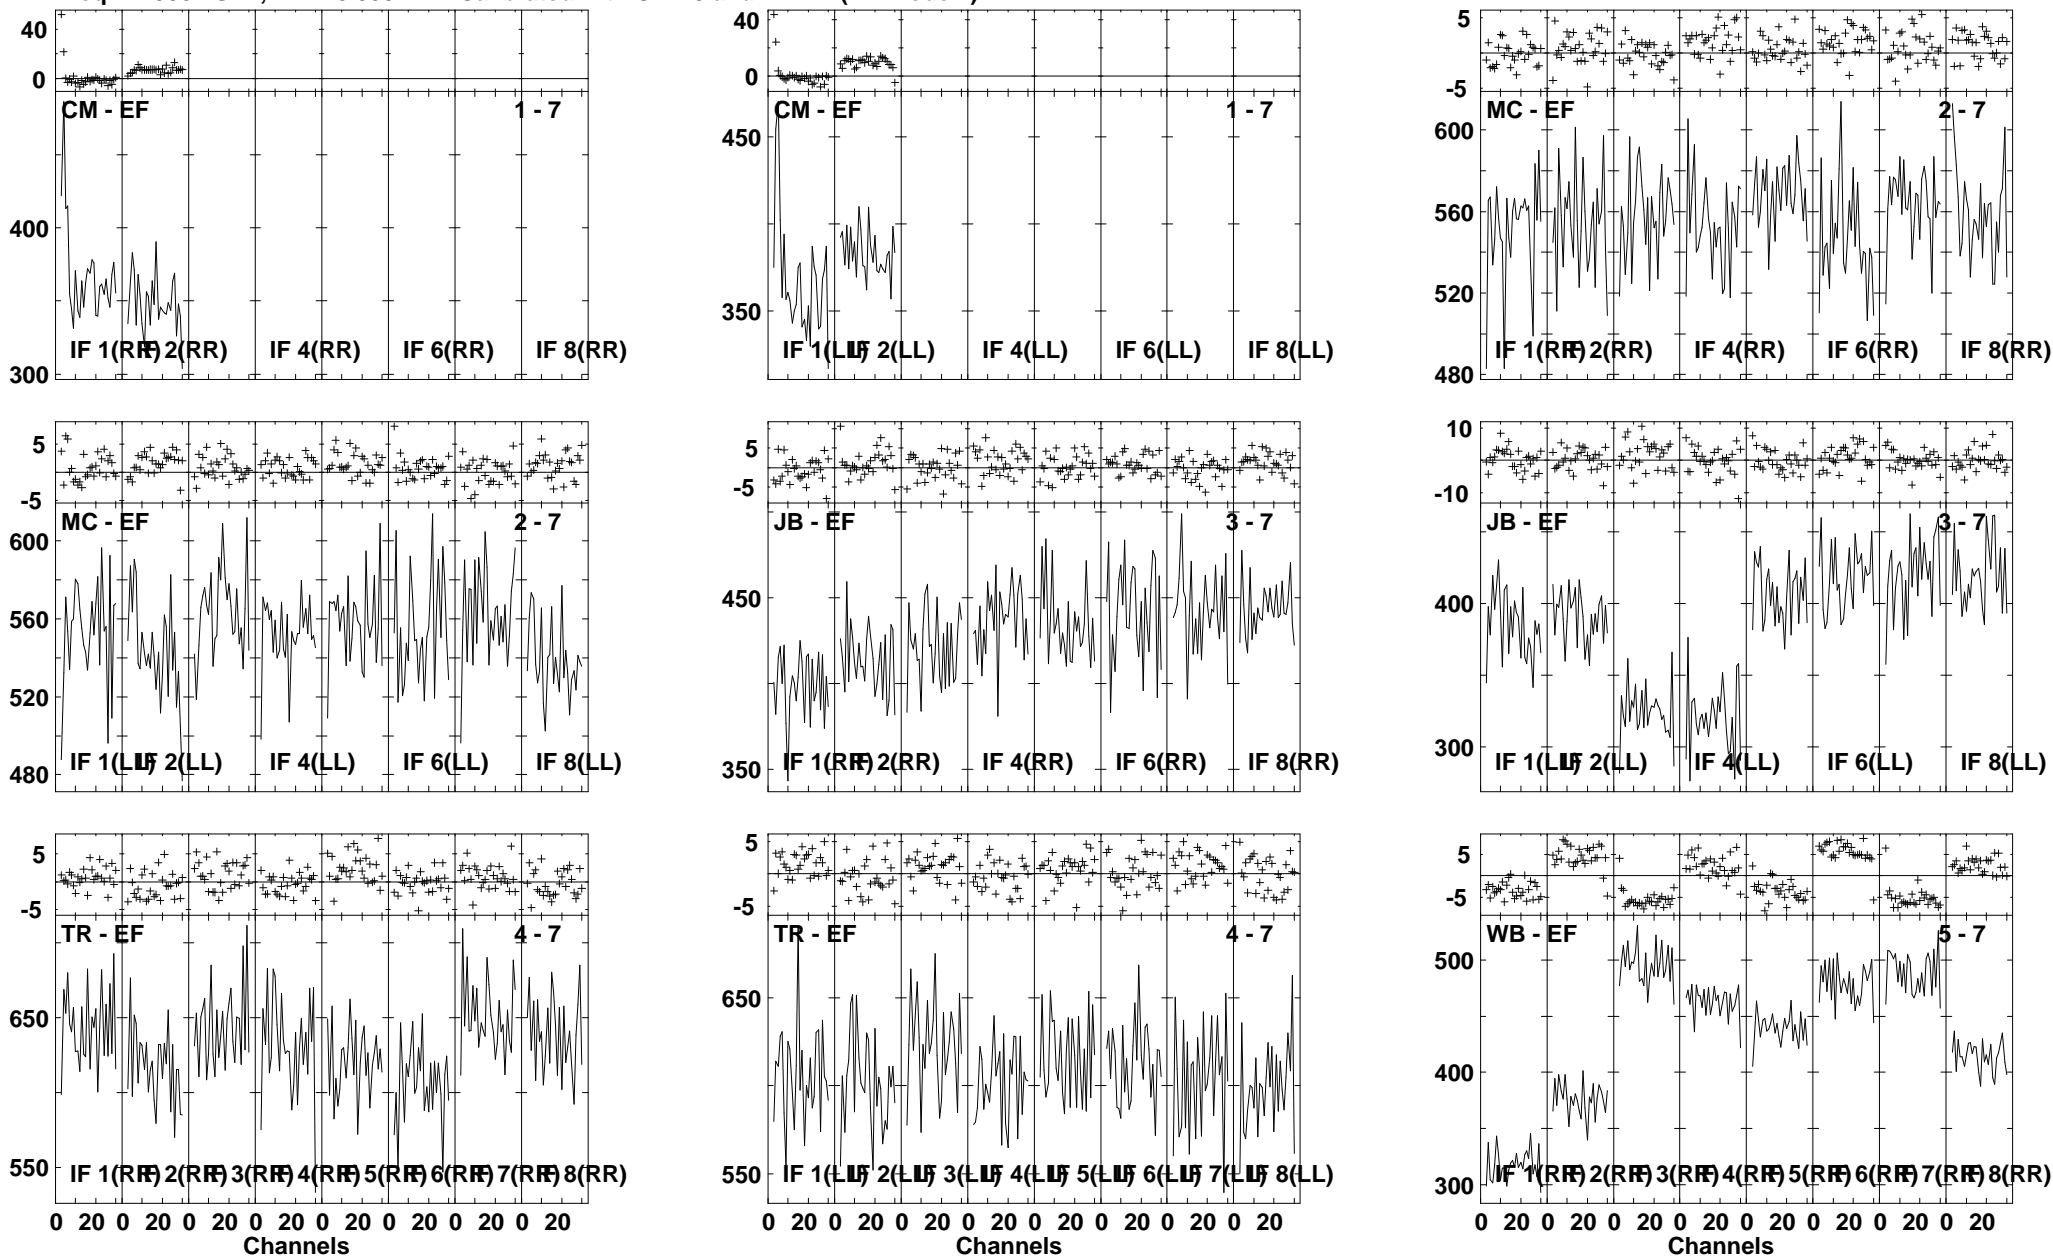 40
0
CM - EF
1 - 7
400
300
IF 1(RR) IF 2(RR) IF 4(RR) IF 6(RR) IF 8(RR)
40
0
CM - EF
1 - 7
450
350
IF 1(LL) IF 2(LL) IF 4(LL) IF 6(LL) IF 8(LL)
5
-5
MC - EF
2 - 7
600
560
520
480
IF 1(RR) IF 2(RR) IF 4(RR) IF 6(RR) IF 8(RR)
5
-5
MC - EF
2 - 7
600
560
520
480
IF 1(LL) IF 2(LL) IF 4(LL) IF 6(LL) IF 8(LL)
5
-5
JB - EF
3 - 7
450
350
IF 1(RR) IF 2(RR) IF 4(RR) IF 6(RR) IF 8(RR)
10
-10
JB - EF
3 - 7
400
300
IF 1(LL) IF 2(LL) IF 4(LL) IF 6(LL) IF 8(LL)
5
-5
TR - EF
4 - 7
650
550
IF 1(RR) IF 2(RR) IF 3(RR) IF 4(RR) IF 5(RR) IF 6(RR) IF 7(RR) IF 8(RR)
0 20 0 20 0 20 0 20 0 20 0 20 0 20 0 20
Channels
5
-5
TR - EF
4 - 7
650
550
IF 1(LL) IF 2(LL) IF 3(LL) IF 4(LL) IF 5(LL) IF 6(LL) IF 7(LL) IF 8(LL)
0 20 0 20 0 20 0 20 0 20 0 20 0 20 0 20
Channels
5
-5
WB - EF
5 - 7
500
400
300
IF 1(RR) IF 2(RR) IF 3(RR) IF 4(RR) IF 5(RR) IF 6(RR) IF 7(RR) IF 8(RR)
0 20 0 20 0 20 0 20 0 20 0 20 0 20 0 20
Channels